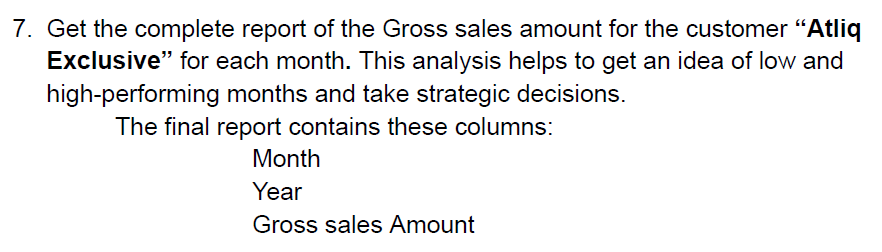 7. Get the complete report of the Gross sales amount for the customer “Atliq
Exclusive” for each month. This analysis helps to get an idea of low and
high-performing months and take strategic decisions.
The final report contains these columns:
Month
Year
Gross sales Amount